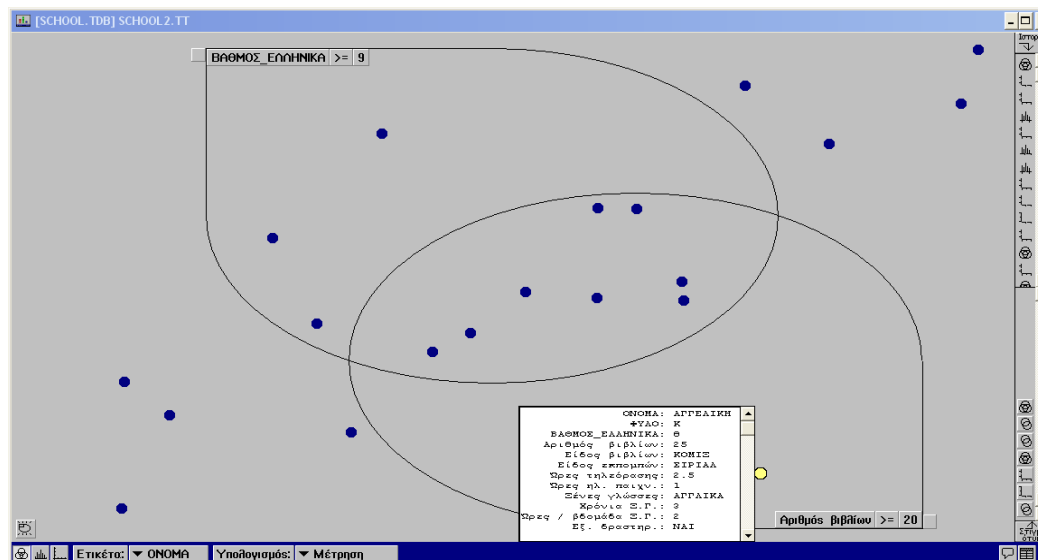 [SCHOOL.TDB] SCHOOL2.TT
Ιστορ
ΒΑΘΜΟΣ_ΕΛΛΗΝΙΚΑ >= 9
ΟΝΟΜΑ: ΑΓΓΕΛΙΚΗ
ΦΥΛΟ: Κ
ΒΑΘΜΟΣ_ΕΛΛΗΝΙΚΑ: 8
Αριθμός βιβλίων: 25
Είδος βιβλίων: ΚΟΜΙΞ
Είδος εκπομπών: ΣΙΡΙΑΛ
Ώρες τηλεόρασης: 2.5
Ώρες ηλ. παιχν.: 1
Ξένες γλώσσες: ΑΓΓΛΙΚΑ
Χρόνια Ξ.Γ.: 3
Ώρες / βδομάδα Ξ.Γ.: 2
Εξ. δραστηρ.: ΝΑΙ
Αριθμός βιβλίων >= 20
Ετικέτα: ΟΝΟΜΑ Υπολογισμός: Μέτρηση